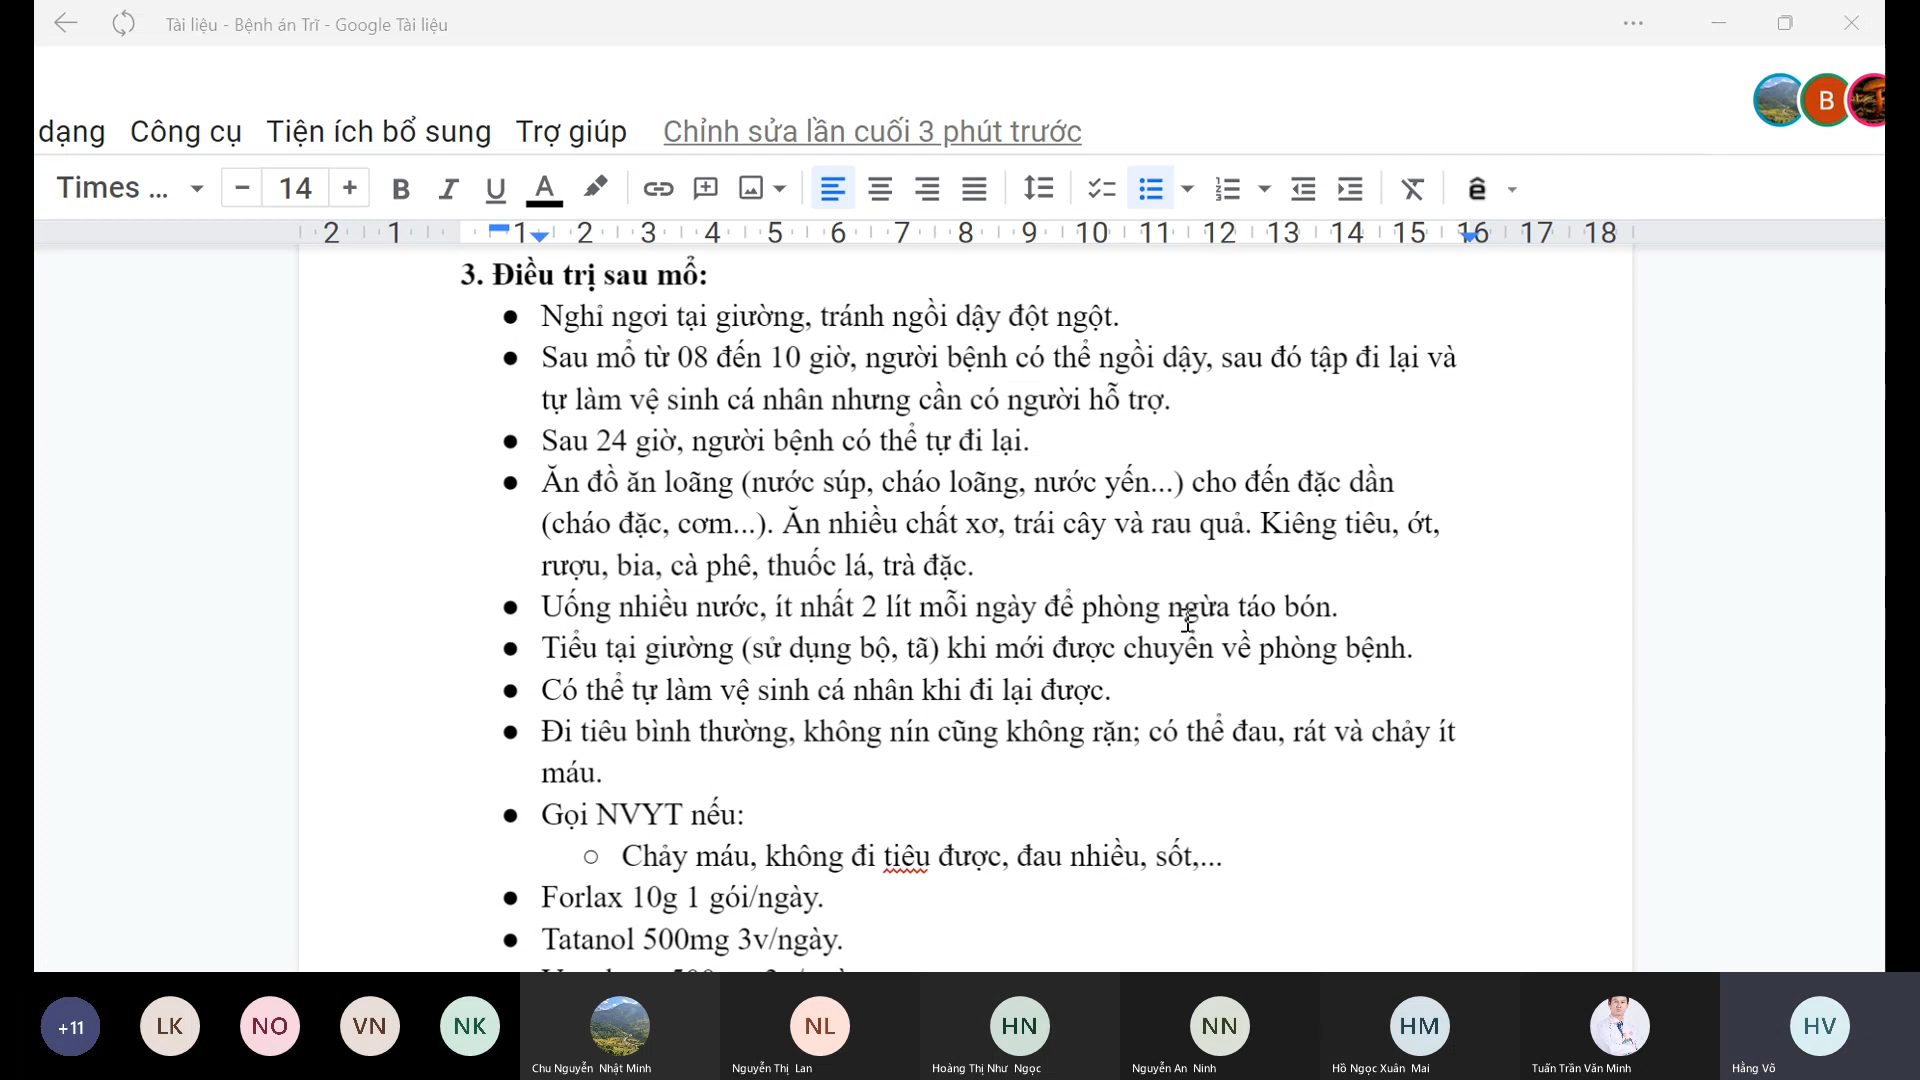 Tài liệu - Bệnh án Trĩ - Google Tài liệu
B
dạng Công cụ Tiện ích bổ sung Trợ giúp Chỉnh sửa lần cuối 3 phút trước
Times ... − 14 + B I U A ê
2 1 1 2 3 4 5 6 7 8 9 10 11 12 13 14 15 16 17 18
3. Điều trị sau mổ:
● Nghỉ ngơi tại giường, tránh ngồi dậy đột ngột.
● Sau mổ từ 08 đến 10 giờ, người bệnh có thể ngồi dậy, sau đó tập đi lại và
tự làm vệ sinh cá nhân nhưng cần có người hỗ trợ.
● Sau 24 giờ, người bệnh có thể tự đi lại.
● Ăn đồ ăn loãng (nước súp, cháo loãng, nước yến...) cho đến đặc dần
(cháo đặc, cơm...). Ăn nhiều chất xơ, trái cây và rau quả. Kiêng tiêu, ớt,
rượu, bia, cà phê, thuốc lá, trà đặc.
● Uống nhiều nước, ít nhất 2 lít mỗi ngày để phòng ngừa táo bón.
● Tiểu tại giường (sử dụng bộ, tã) khi mới được chuyển về phòng bệnh.
● Có thể tự làm vệ sinh cá nhân khi đi lại được.
● Đi tiêu bình thường, không nín cũng không rặn; có thể đau, rát và chảy ít
máu.
● Gọi NVYT nếu:
○ Chảy máu, không đi tiêu được, đau nhiều, sốt,...
● Forlax 10g 1 gói/ngày.
● Tatanol 500mg 3v/ngày.
+11 LK NO VN NK NL HN NN HM HV
Chu Nguyễn Nhật Minh Nguyễn Thị Lan Hoàng Thị Như Ngọc Nguyễn An Ninh Hồ Ngọc Xuân Mai Tuấn Trần Văn Minh Hằng Võ